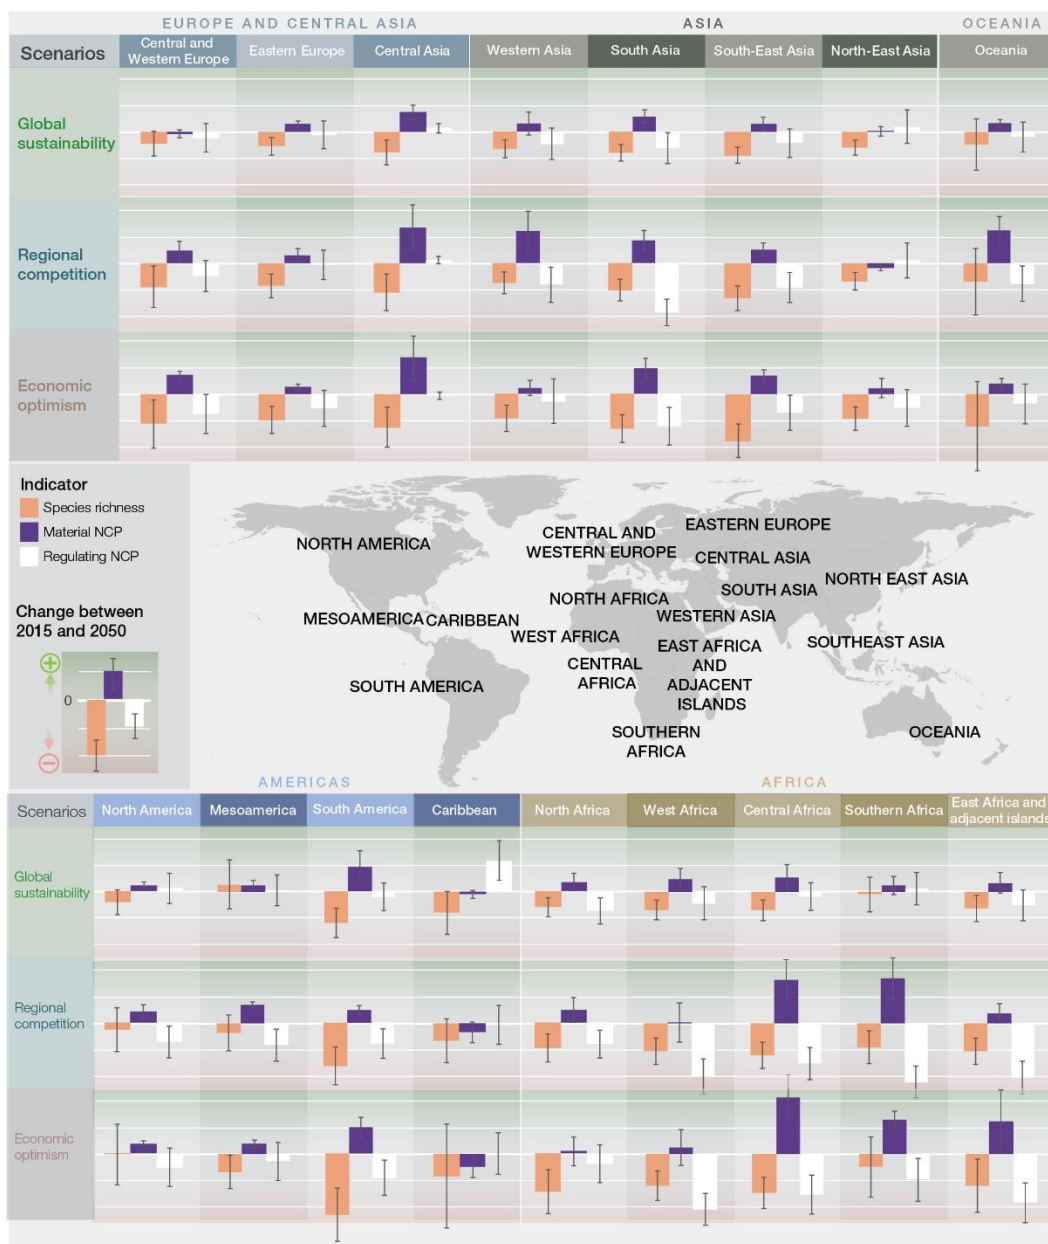 EUROPE AND CENTRAL ASIA ASIA OCEANIA
Scenarios
Central and
Western Europe
Eastern Europe
Central Asia
Western Asia
South Asia
South-East Asia
North-East Asia
Oceania
Global
sustainability
Regional
competition
Economic
optimism
Indicator
Species richness
Material NCP
Regulating NCP
Change between
2015 and 2050
0
NORTH AMERICA
MESOAMERICA
CARIBBEAN
SOUTH AMERICA
CENTRAL AND
WESTERN EUROPE
EASTERN EUROPE
CENTRAL ASIA
NORTH EAST ASIA
SOUTH ASIA
NORTH AFRICA
WESTERN ASIA
WEST AFRICA
SOUTHEAST ASIA
CENTRAL
AFRICA
EAST AFRICA
AND
ADJACENT
ISLANDS
SOUTHERN
AFRICA
OCEANIA
AMERICAS AFRICA
Scenarios
North America
Mesoamerica
South America
Caribbean
North Africa
West Africa
Central Africa
Southern Africa
East Africa and
adjacent islands
Global
sustainability
Regional
competition
Economic
optimism